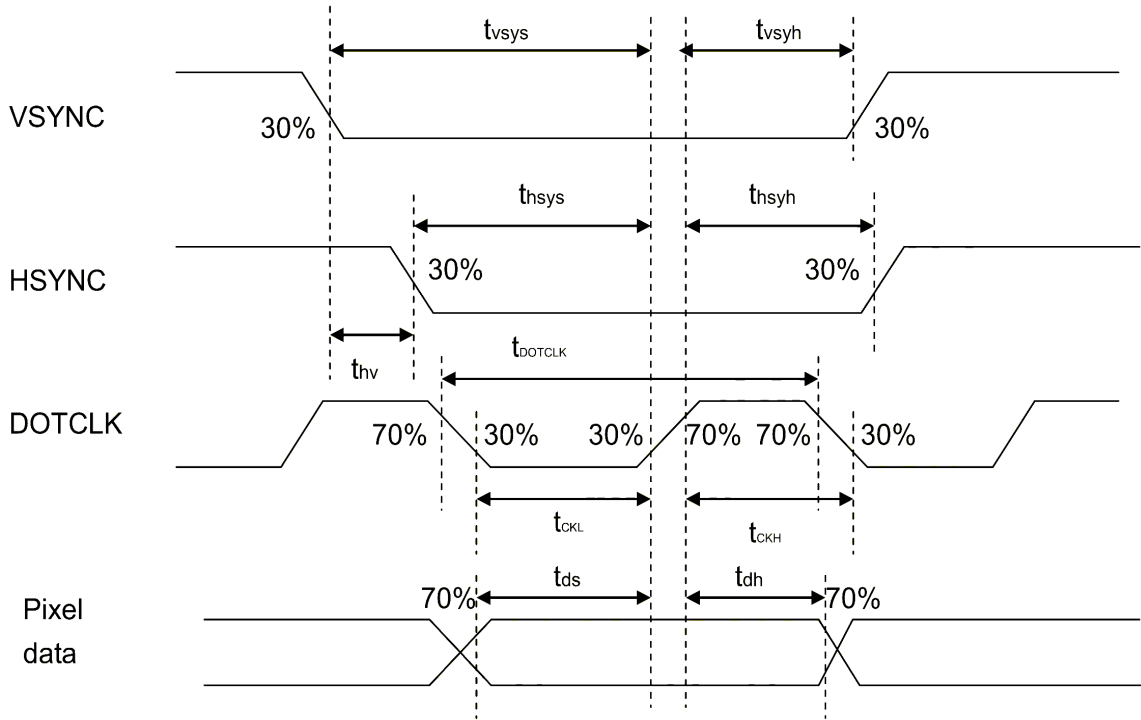 tvsys tvsyh
VSYNC
30% 30%
thsys thsyh
HSYNC
30% 30%
thv
tDOTCLK
DOTCLK
70% 30% 30% 70% 70% 30%
tCKL tCKH
tds tdh
70% 70%
Pixel
data